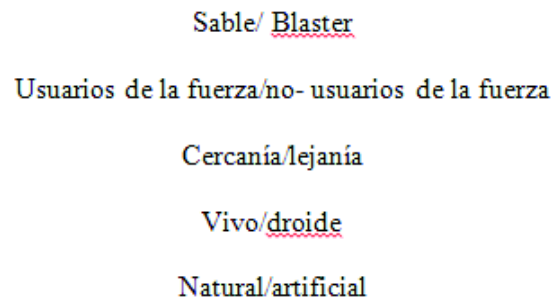 Sable/ Blaster
Usuarios de la fuerza/no- usuarios de la fuerza
Cercanía/lejanía
Vivo/droide
Natural/artificial